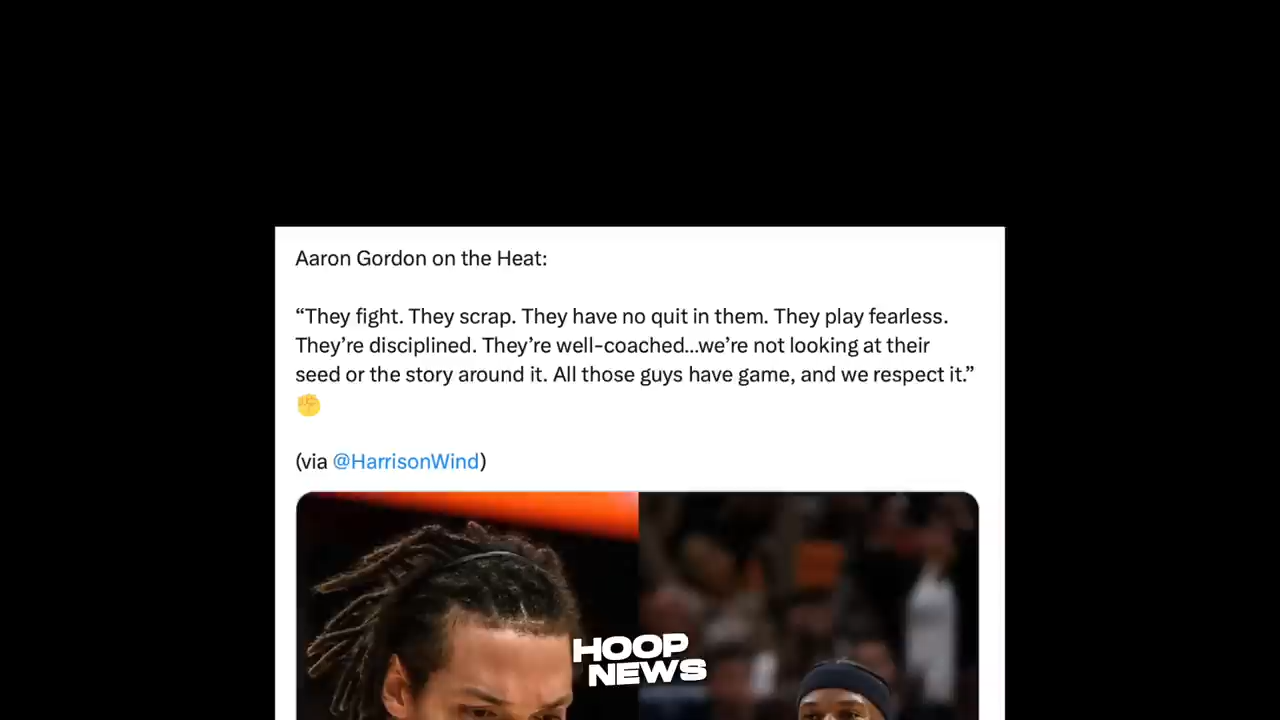 Aaron Gordon on the Heat:
“They fight. They scrap. They have no quit in them. They play fearless.
They’re disciplined. They’re well-coached...we’re not looking at their
seed or the story around it. All those guys have game, and we respect it.”
✊
(via @HarrisonWind)
HOOP
NEWS